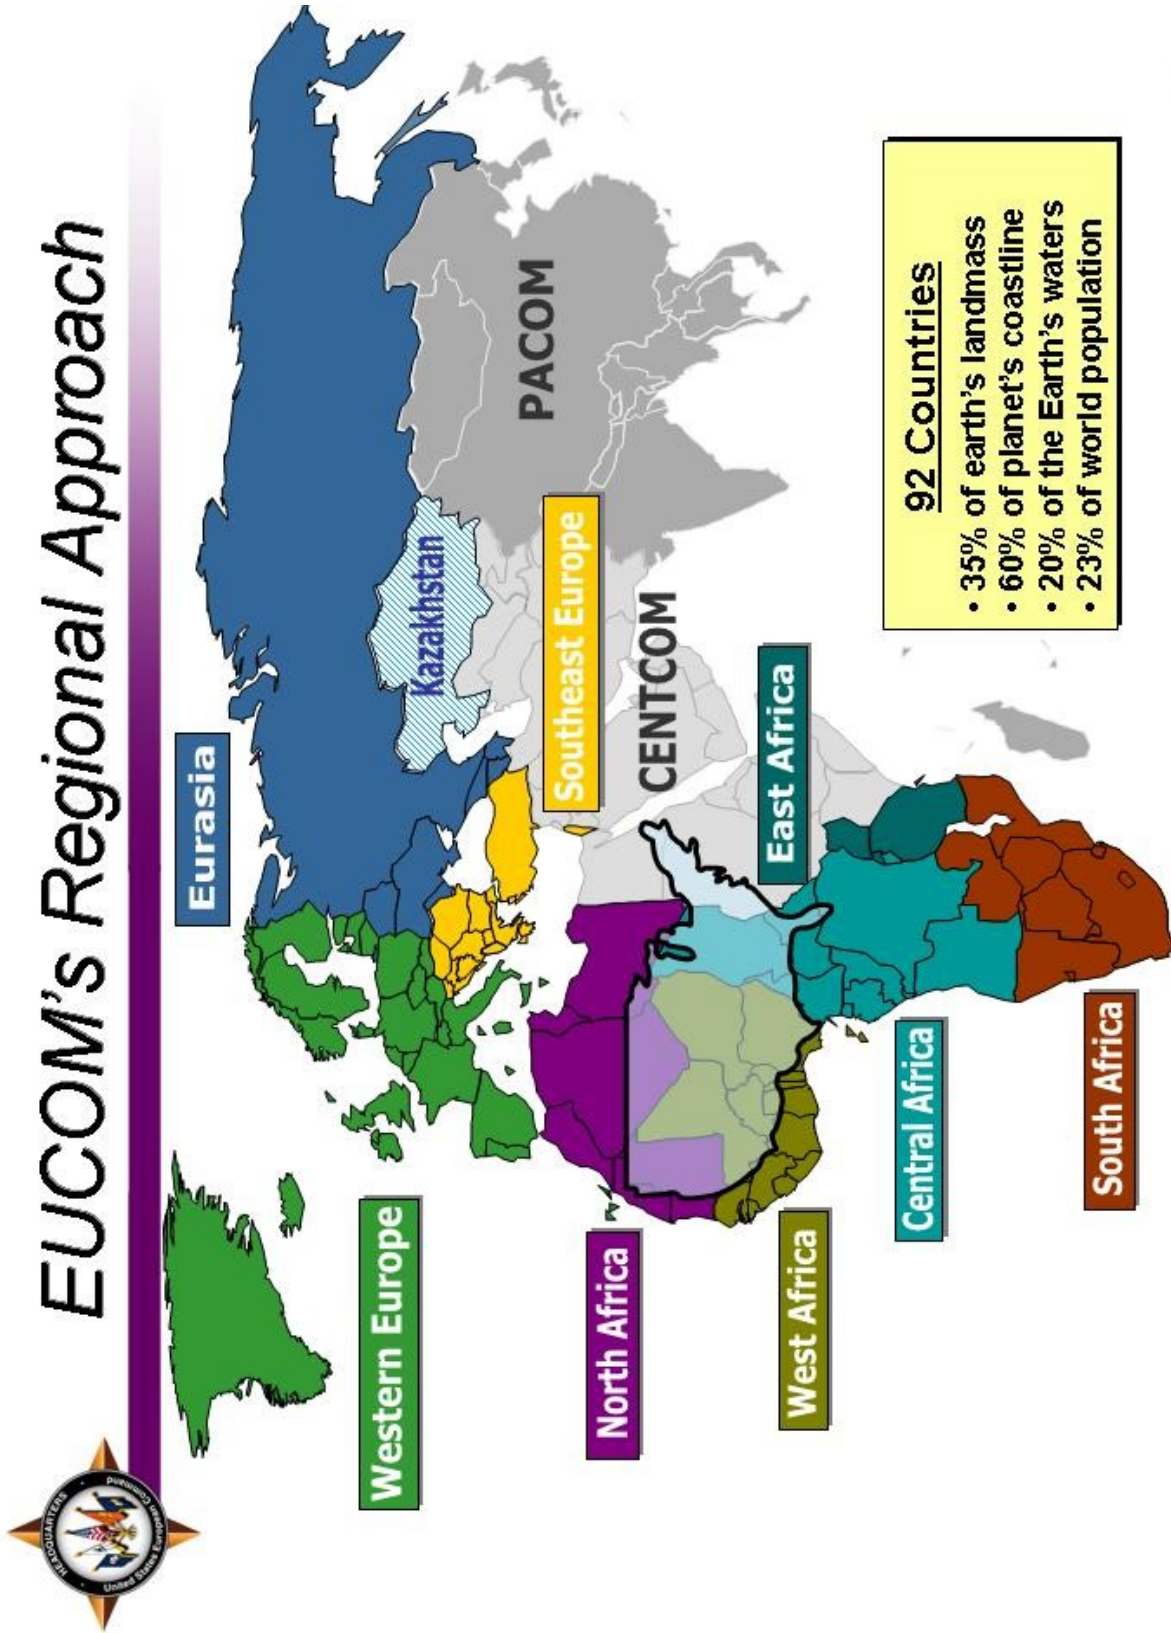 EUCOM's Regional Approach
HEADQUARTERS
United States European Command
Eurasia
Western Europe
Kazakhstan
PACOM
Southeast Europe
CENTCOM
North Africa
East Africa
West Africa
Central Africa
South Africa
92 Countries
• 35% of earth's landmass
• 60% of planet's coastline
• 20% of the Earth's waters
• 23% of world population